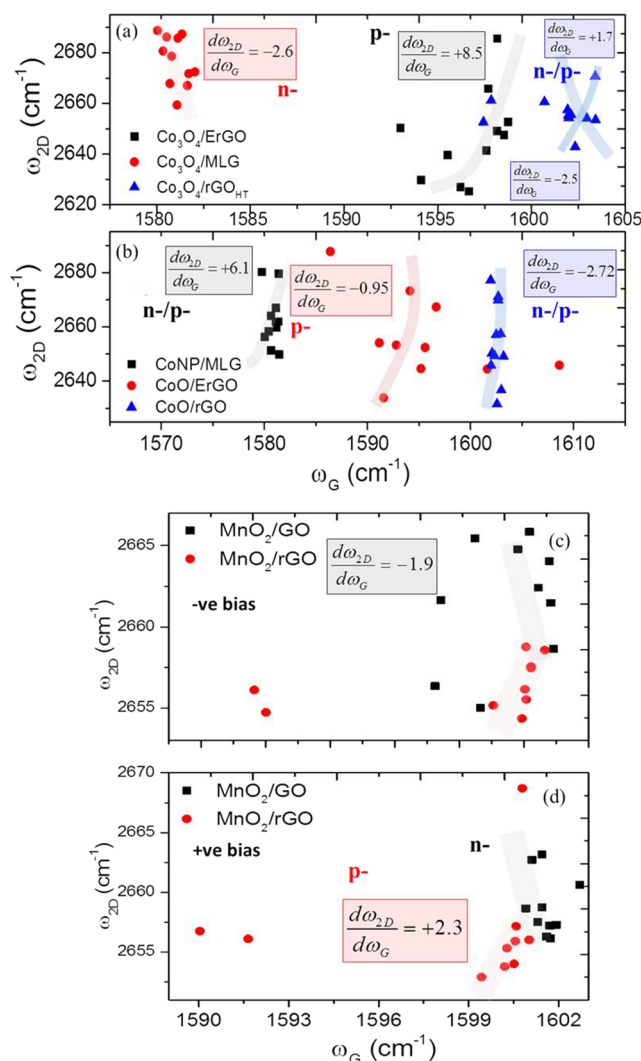 (a)
dω2D/dωG = −2.6
n-
p-
dω2D/dωG = +8.5
dω2D/dωG = +1.7
n-/p-
dω2D/dωG = −2.5
ω2D (cm-1)
2680
2660
2640
2620
Co3O4/ErGO
Co3O4/MLG
Co3O4/rGOHT
1580 1585 1590 1595 1600 1605
(b)
dω2D/dωG = +6.1
n-/p-
dω2D/dωG = −0.95
p-
dω2D/dωG = −2.72
n-/p-
ω2D (cm-1)
2680
2660
2640
CoNP/MLG
CoO/ErGO
CoO/rGO
1570 1580 1590 1600 1610
ωG (cm-1)
MnO2/GO
MnO2/rGO
dω2D/dωG = −1.9
(c)
-ve bias
ω2D (cm-1)
2665
2660
2655
MnO2/GO
MnO2/rGO
(d)
+ve bias
n-
p-
dω2D/dωG = +2.3
ω2D (cm-1)
2670
2665
2660
2655
1590 1593 1596 1599 1602
ωG (cm-1)